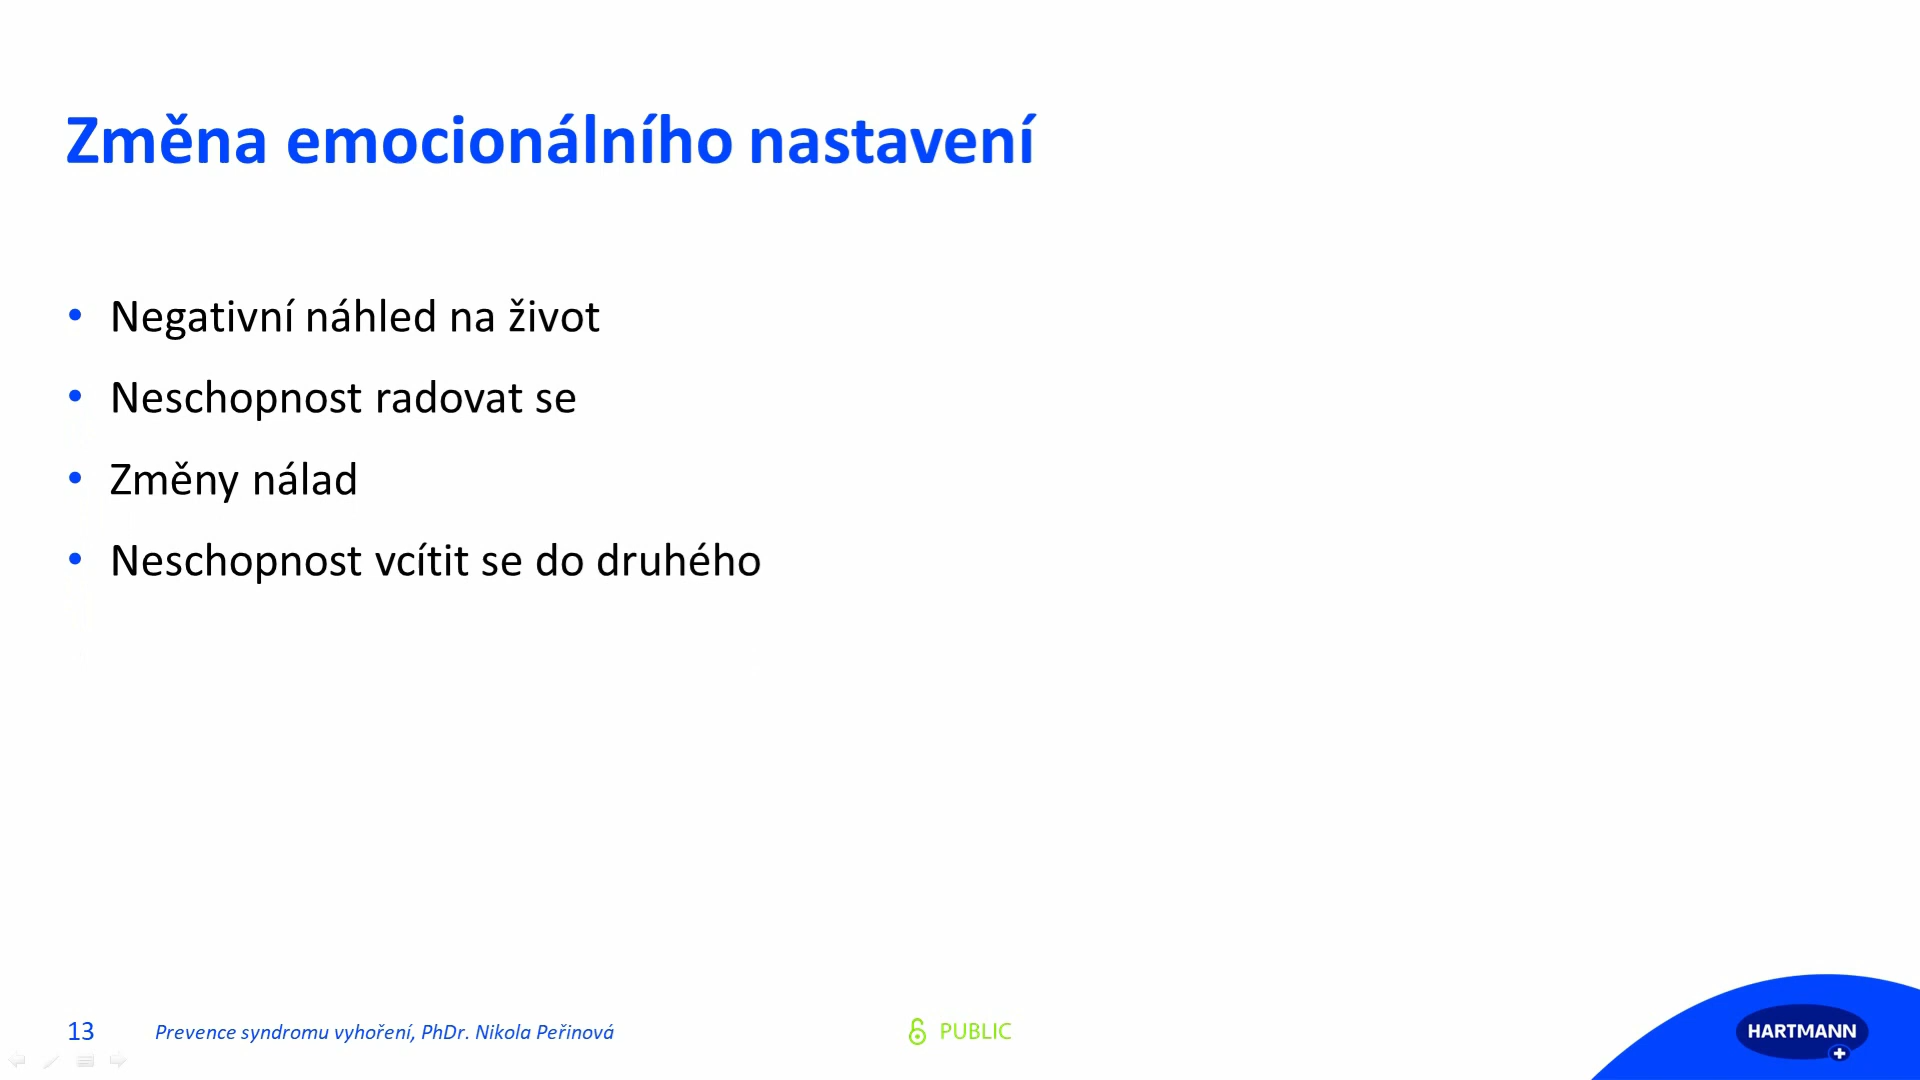 Změna emocionálního nastavení
• Negativní náhled na život
• Neschopnost radovat se
• Změny nálad
• Neschopnost vcítit se do druhého
13 Prevence syndromu vyhoření, PhDr. Nikola Peřinová PUBLIC HARTMANN